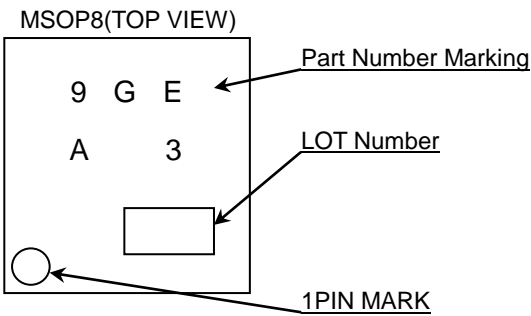 MSOP8(TOP VIEW)
Part Number Marking
9 G E
A 3
LOT Number
1PIN MARK